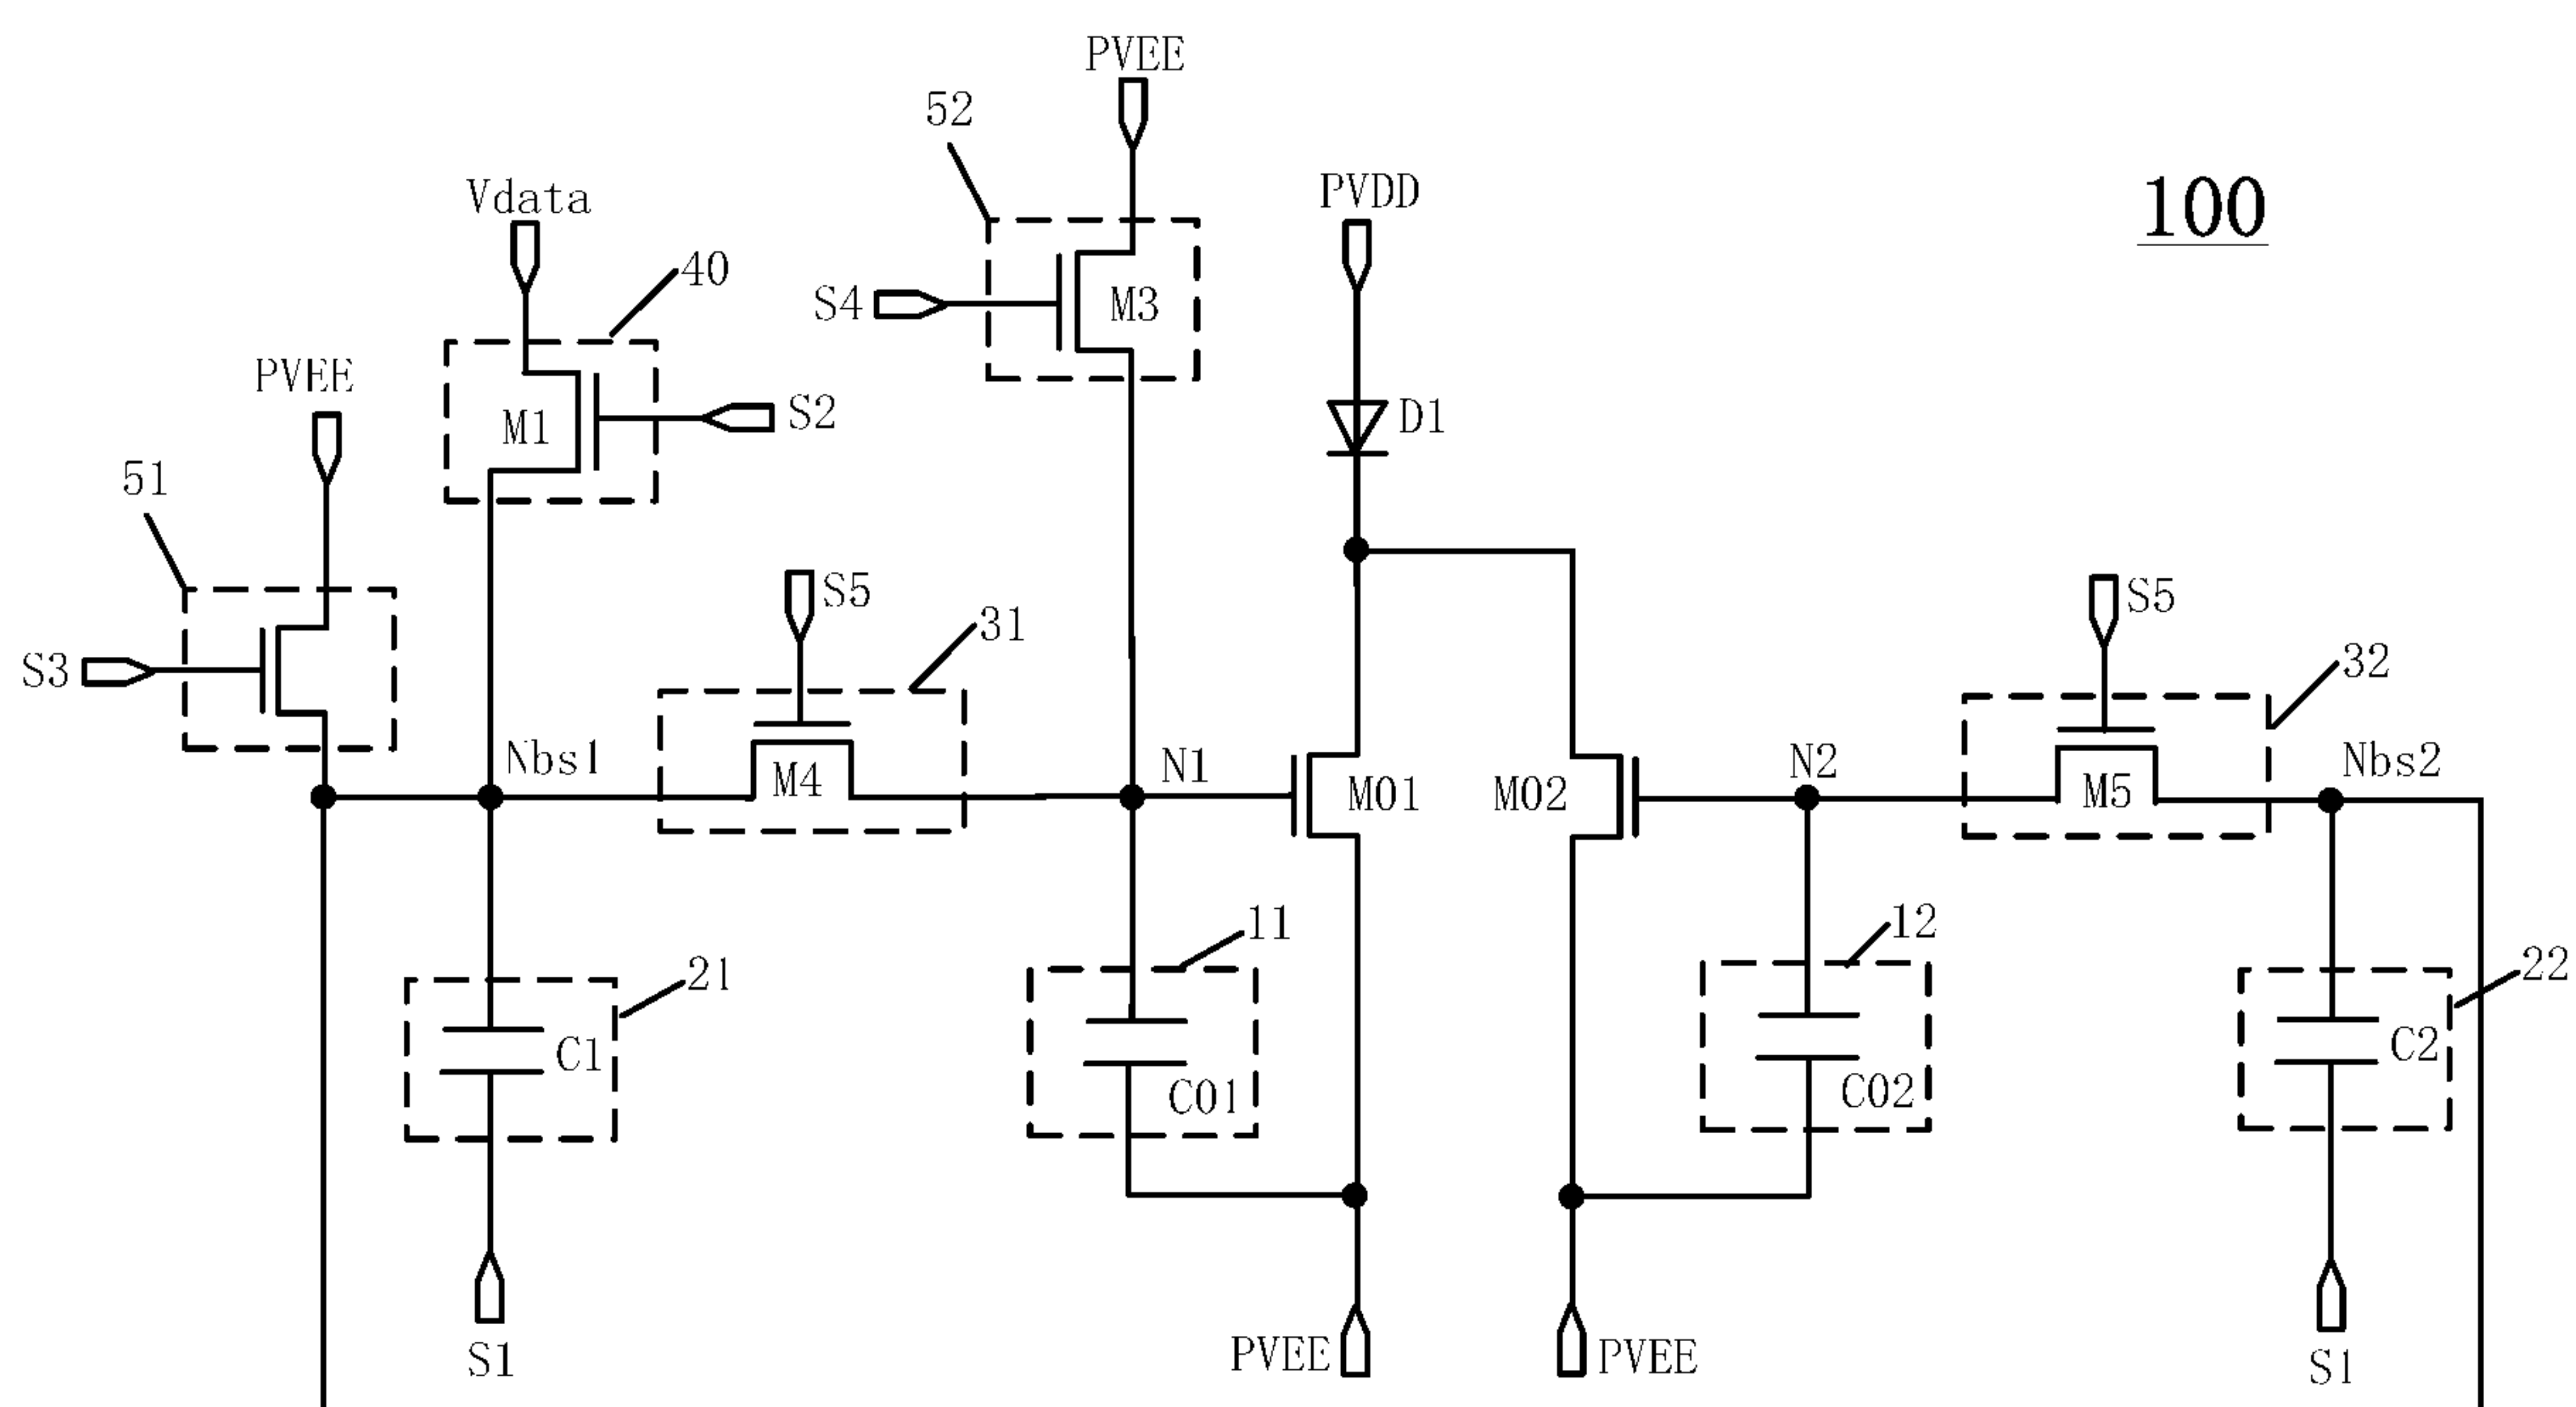 PVEE
52
PVDD
100
Vdata
40
S4
M3
PVEE
M1
S2
D1
51
S5
S5
31
32
S3
Nbs1
M4
N1
M01
M02
N2
M5
Nbs2
11
12
21
22
C1
C01
C02
C2
S1
PVEE
PVEE
S1